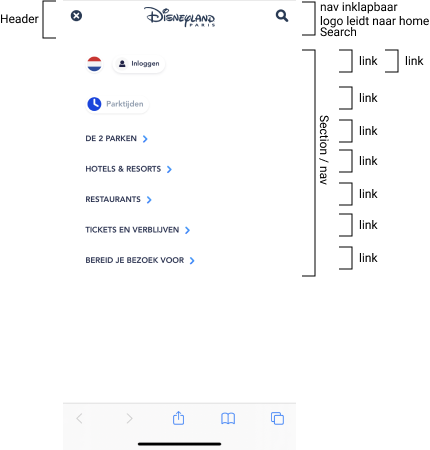 Header
DISNEYLAND
PARIS
nav inklapbaar
logo leidt naar home
Search
Inloggen
link
link
Parktijden
link
DE 2 PARKEN
link
HOTELS & RESORTS
link
RESTAURANTS
link
TICKETS EN VERBLIJVEN
link
BEREID JE BEZOEK VOOR
link
Section / nav